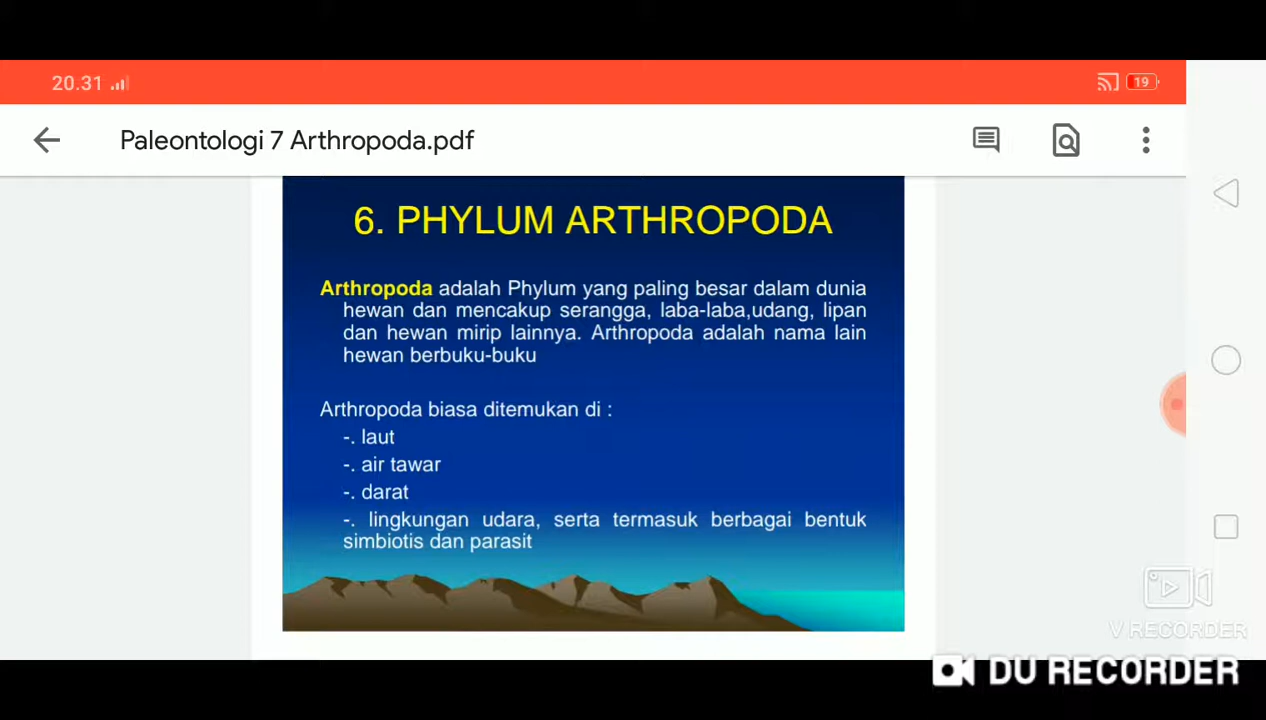 20.31
19
Paleontologi 7 Arthropoda.pdf
6. PHYLUM ARTHROPODA
Arthropoda adalah Phylum yang paling besar dalam dunia
hewan dan mencakup serangga, laba-laba,udang, lipan
dan hewan mirip lainnya. Arthropoda adalah nama lain
hewan berbuku-buku
Arthropoda biasa ditemukan di :
-. laut
-. air tawar
-. darat
-. lingkungan udara, serta termasuk berbagai bentuk
simbiotis dan parasit
V RECORDER
DU RECORDER